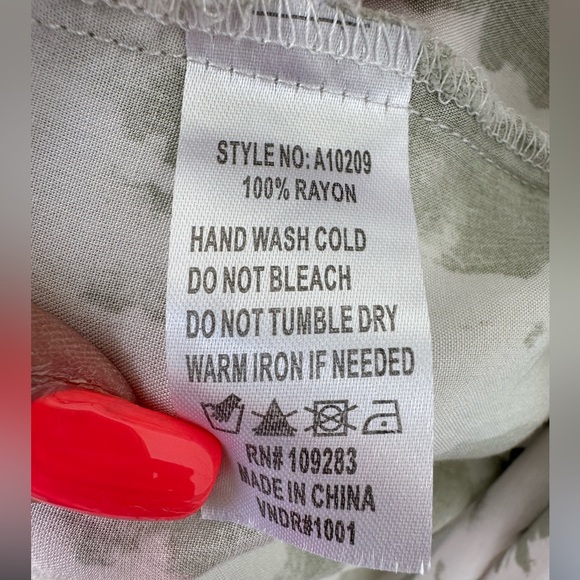 STYLE NO: A10209
100% RAYON
HAND WASH COLD
DO NOT BLEACH
DO NOT TUMBLE DRY
WARM IRON IF NEEDED
RN# 109283
MADE IN CHINA
VNDR#1001